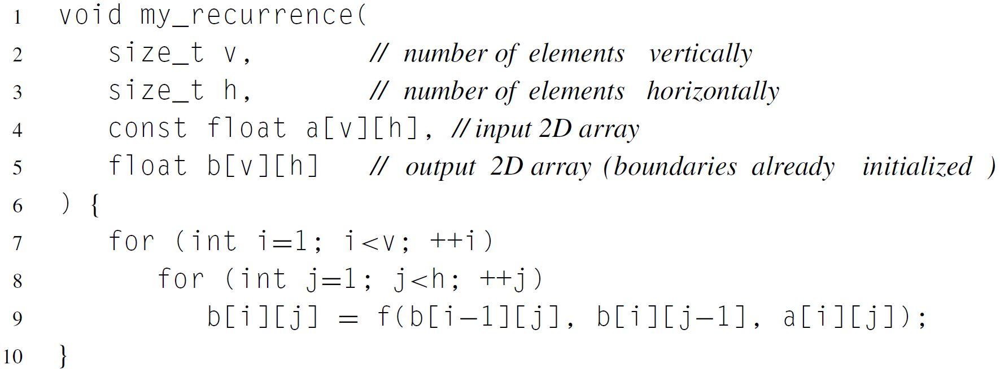 1 void my_recurrence(
2 size_t v, // number of elements vertically
3 size_t h, // number of elements horizontally
4 const float a[v][h], // input 2D array
5 float b[v][h] // output 2D array (boundaries already initialized )
6 ) {
7 for (int i=1; i<v; ++i)
8 for (int j=1; j<h; ++j)
9 b[i][j] = f(b[i−1][j], b[i][j−1], a[i][j]);
10 }